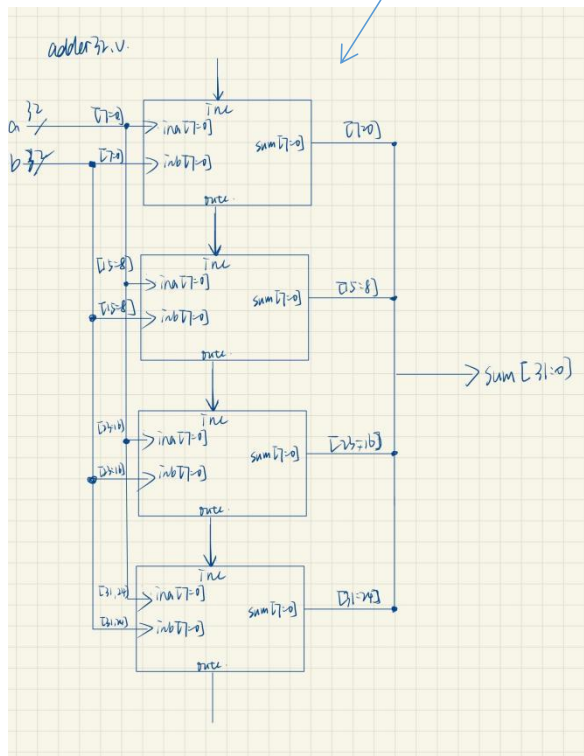 adder32.v.
inc
a 32 [7:0] ina[7:0] sum[7:0] [7:0]
b 32 [7:0] inb[7:0]
outc.
inc
[15:8] ina[7:0] sum[7:0] [15:8]
[15:8] inb[7:0]
outc.
sum[31:0]
inc
[23:16] ina[7:0] sum[7:0] [23:16]
[23:16] inb[7:0]
outc.
inc
[31:24] ina[7:0] sum[7:0] [31:24]
[31:24] inb[7:0]
outc.